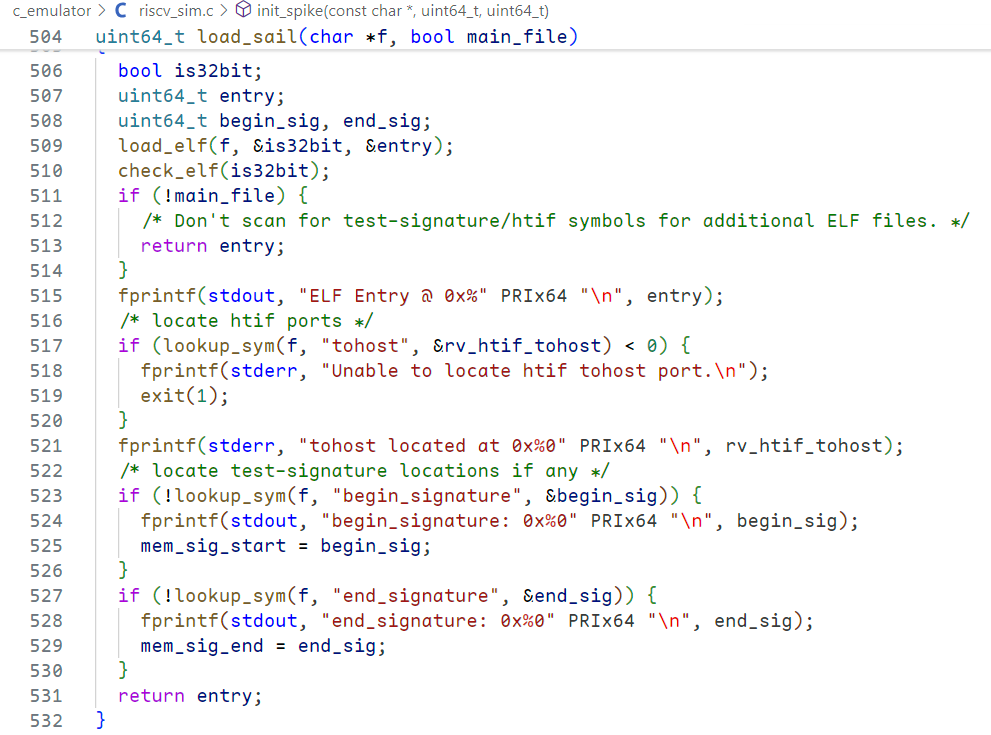 c_emulator > C riscv_sim.c > init_spike(const char *, uint64_t, uint64_t)
504 uint64_t load_sail(char *f, bool main_file)
506 bool is32bit;
507 uint64_t entry;
508 uint64_t begin_sig, end_sig;
509 load_elf(f, &is32bit, &entry);
510 check_elf(is32bit);
511 if (!main_file) {
512 /* Don't scan for test-signature/htif symbols for additional ELF files. */
513 return entry;
514 }
515 fprintf(stdout, "ELF Entry @ 0x%" PRIx64 "\n", entry);
516 /* locate htif ports */
517 if (lookup_sym(f, "tohost", &rv_htif_tohost) < 0) {
518 fprintf(stderr, "Unable to locate htif tohost port.\n");
519 exit(1);
520 }
521 fprintf(stderr, "tohost located at 0x%0" PRIx64 "\n", rv_htif_tohost);
522 /* locate test-signature locations if any */
523 if (!lookup_sym(f, "begin_signature", &begin_sig)) {
524 fprintf(stdout, "begin_signature: 0x%0" PRIx64 "\n", begin_sig);
525 mem_sig_start = begin_sig;
526 }
527 if (!lookup_sym(f, "end_signature", &end_sig)) {
528 fprintf(stdout, "end_signature: 0x%0" PRIx64 "\n", end_sig);
529 mem_sig_end = end_sig;
530 }
531 return entry;
532 }